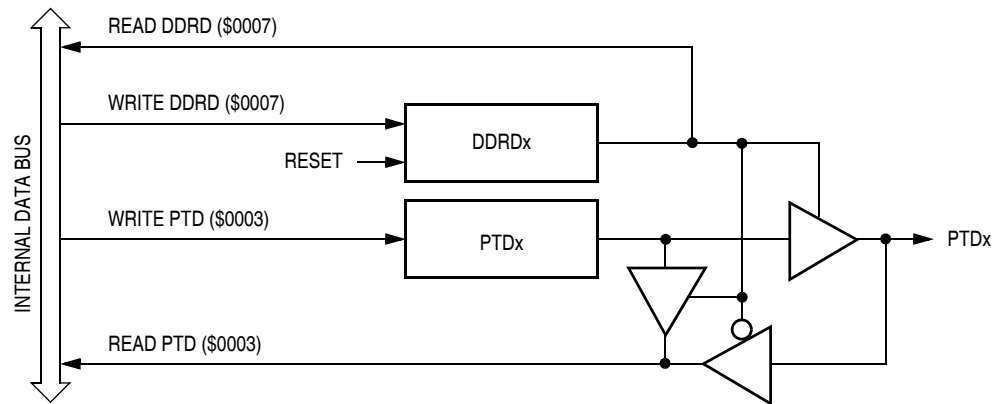 READ DDRD ($0007)
WRITE DDRD ($0007)
DDRDx
RESET
WRITE PTD ($0003)
PTDx
PTDx
READ PTD ($0003)
INTERNAL DATA BUS